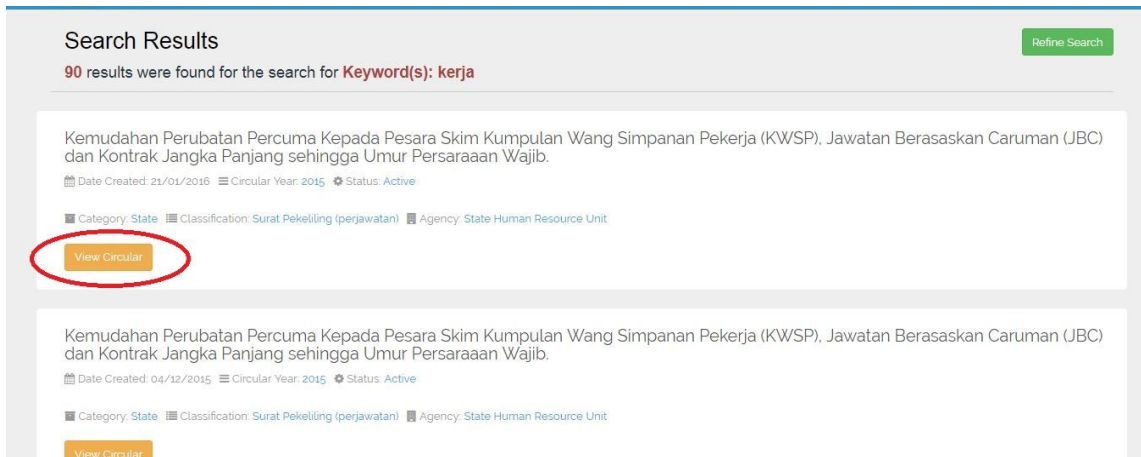 Search Results
Refine Search
90 results were found for the search for Keyword(s): kerja
Kemudahan Perubatan Percuma Kepada Pesara Skim Kumpulan Wang Simpanan Pekerja (KWSP), Jawatan Berasaskan Caruman (JBC)
dan Kontrak Jangka Panjang sehingga Umur Persaraaan Wajib.
Date Created: 21/01/2016 Circular Year: 2015 Status: Active
Category: State Classification: Surat Pekeliling (perjawatan) Agency: State Human Resource Unit
View Circular
Kemudahan Perubatan Percuma Kepada Pesara Skim Kumpulan Wang Simpanan Pekerja (KWSP), Jawatan Berasaskan Caruman (JBC)
dan Kontrak Jangka Panjang sehingga Umur Persaraaan Wajib.
Date Created: 04/12/2015 Circular Year: 2015 Status: Active
Category: State Classification: Surat Pekeliling (perjawatan) Agency: State Human Resource Unit
View Circular